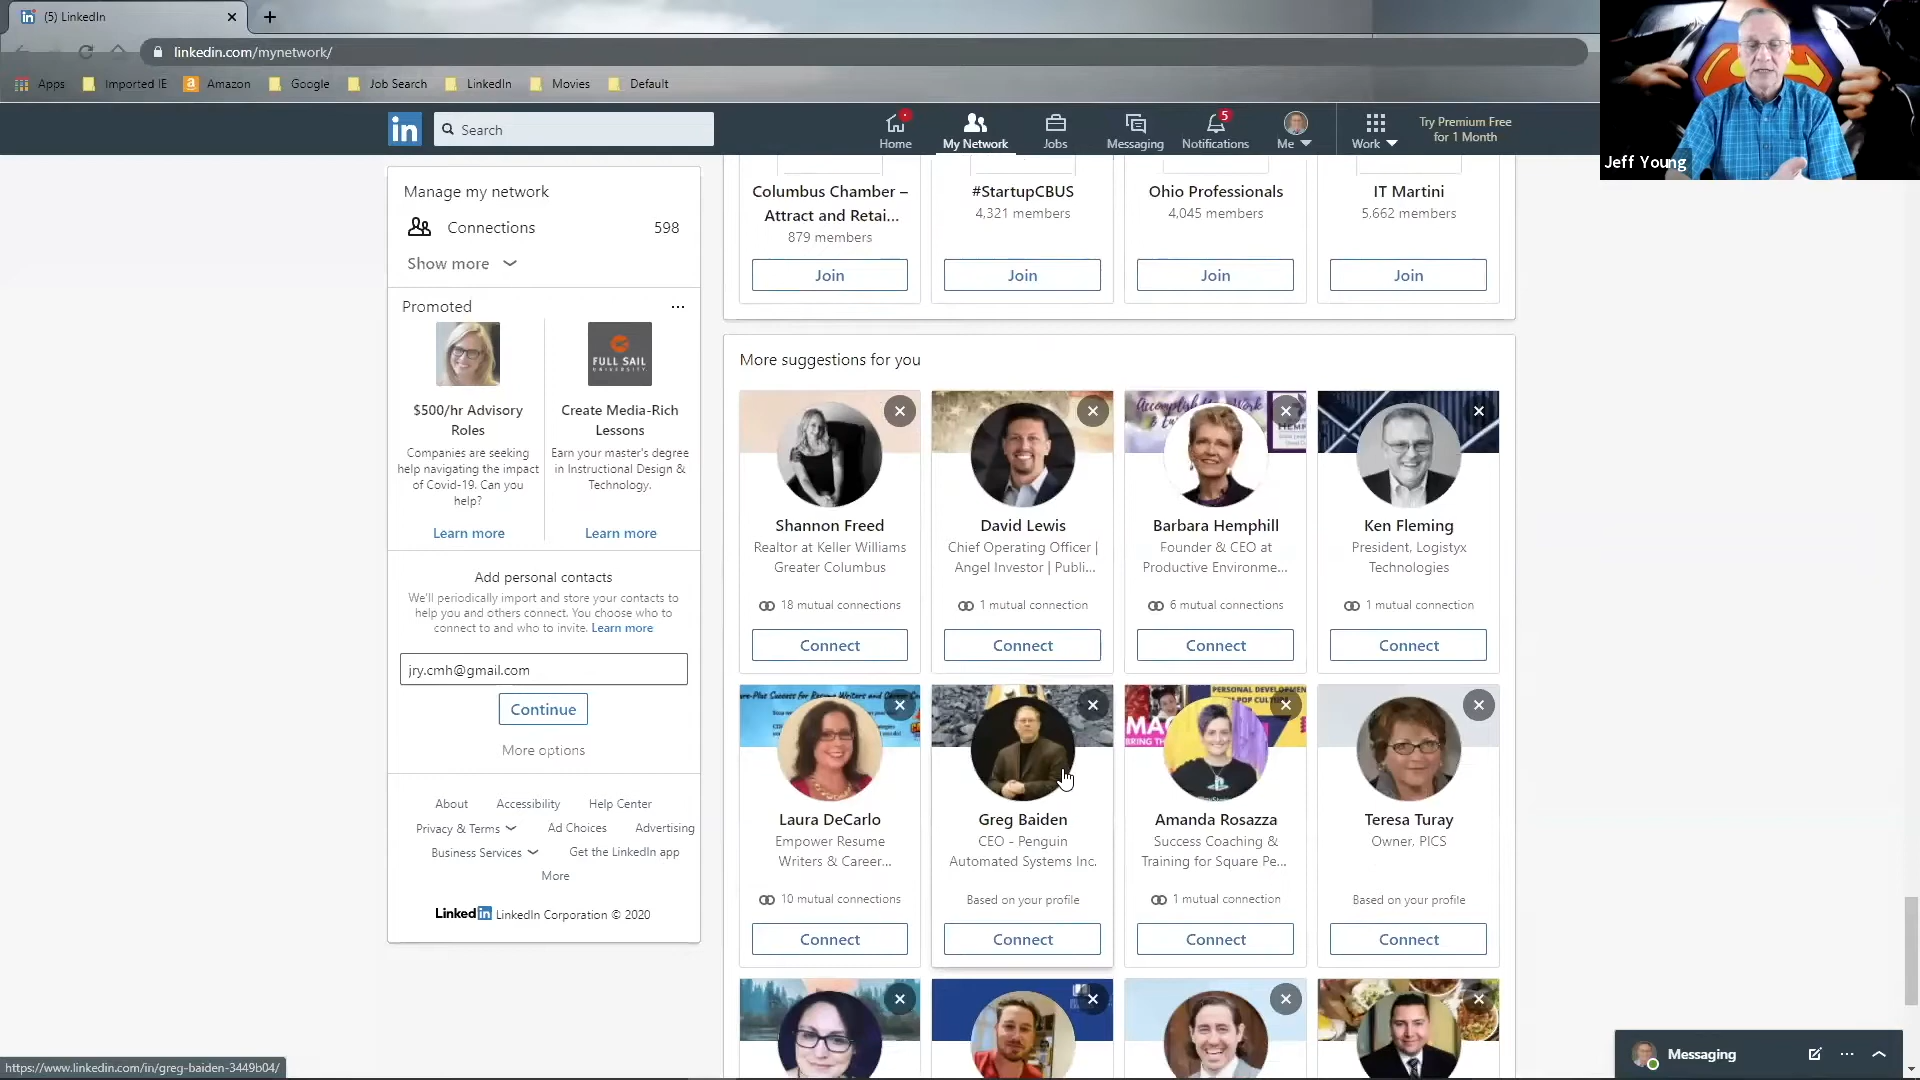 (5) LinkedIn
linkedin.com/mynetwork/
Apps Imported IE Amazon Google Job Search LinkedIn Movies Default
Jeff Young
in Search
Home My Network Jobs Messaging Notifications 5 Me Work
Try Premium Free
for 1 Month
Manage my network
Connections 598
Show more
Promoted
$500/hr Advisory
Roles
Companies are seeking
help navigating the impact
of Covid-19. Can you
help?
Learn more
FULL SAIL
UNIVERSITY.
Create Media-Rich
Lessons
Earn your master's degree
in Instructional Design &
Technology.
Learn more
Add personal contacts
We'll periodically import and store your contacts to
help you and others connect. You choose who to
connect to and who to invite. Learn more
jry.cmh@gmail.com
Continue
More options
About Accessibility Help Center
Privacy & Terms Ad Choices Advertising
Business Services Get the LinkedIn app
More
LinkedIn LinkedIn Corporation © 2020
Columbus Chamber –
Attract and Retai...
879 members
Join
#StartupCBUS
4,321 members
Join
Ohio Professionals
4,045 members
Join
IT Martini
5,662 members
Join
More suggestions for you
Shannon Freed
Realtor at Keller Williams
Greater Columbus
18 mutual connections
Connect
David Lewis
Chief Operating Officer |
Angel Investor | Publi...
1 mutual connection
Connect
Barbara Hemphill
Founder & CEO at
Productive Environme...
6 mutual connections
Connect
Ken Fleming
President, Logistyx
Technologies
1 mutual connection
Connect
Laura DeCarlo
Empower Resume
Writers & Career...
10 mutual connections
Connect
Greg Baiden
CEO - Penguin
Automated Systems Inc.
Based on your profile
Connect
PERSONAL DEVELOPMEN
POP CULTURE
Amanda Rosazza
Success Coaching &
Training for Square Pe...
1 mutual connection
Connect
Teresa Turay
Owner, PICS
Based on your profile
Connect
Messaging
https://www.linkedin.com/in/greg-baiden-3449b04/